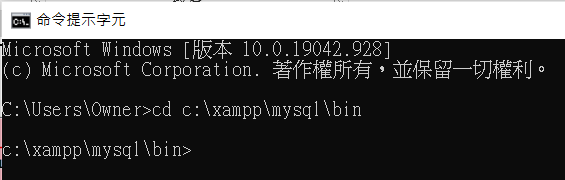 命令提示字元
Microsoft Windows [版本 10.0.19042.928]
(c) Microsoft Corporation. 著作權所有，並保留一切權利。
C:\Users\Owner>cd c:\xampp\mysql\bin
c:\xampp\mysql\bin>